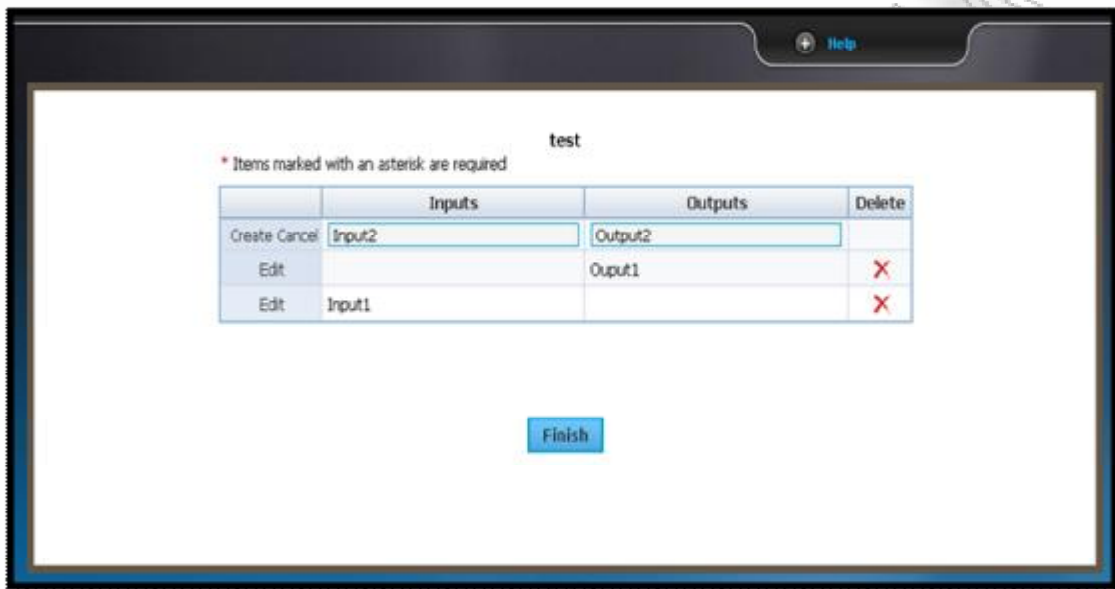 Help
test
* Items marked with an asterisk are required
Inputs Outputs Delete
Create Cancel Input2 Output2
Edit Ouput1
Edit Input1
Finish